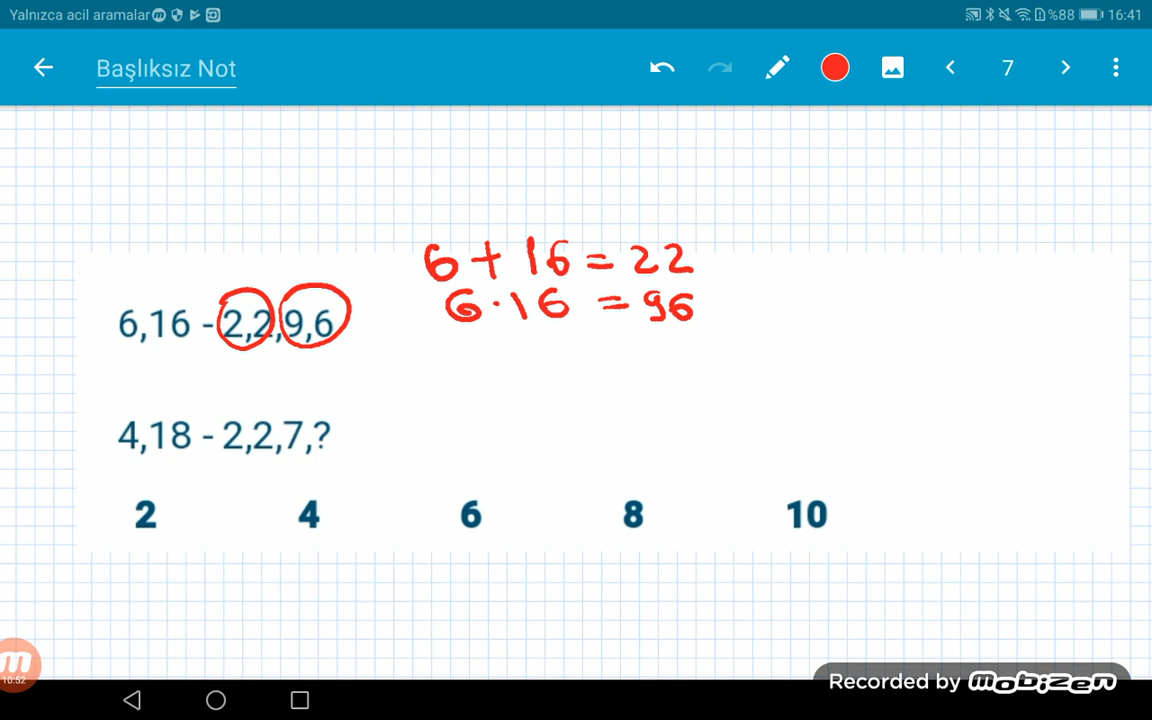 Yalnızca acil aramalar %88 16:41
Başlıksız Not 7
6 + 16 = 22
6 · 16 = 96
6,16 - 2,2,9,6
4,18 - 2,2,7,?
2 4 6 8 10
10:52
Recorded by mobizen